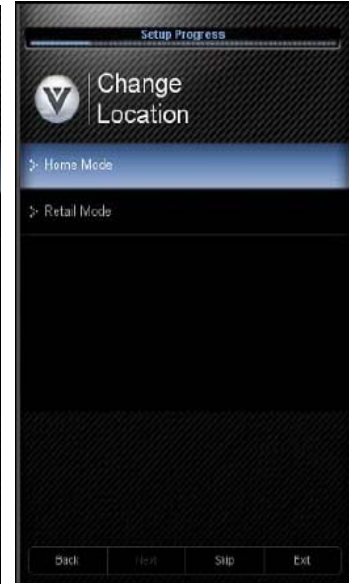 Setup Progress
V
Change
Location
> Home Mode
> Retail Mode
Back Next Skip Exit